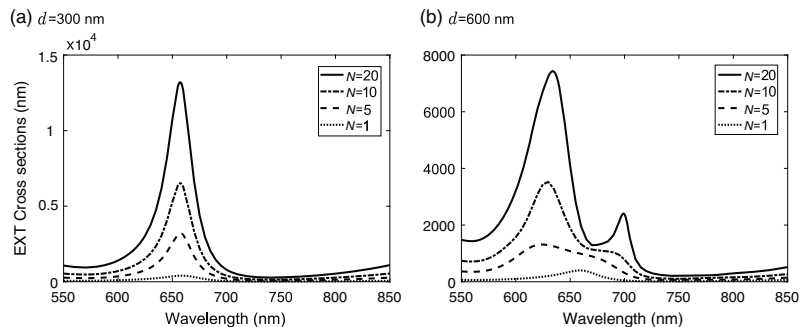 (a) d=300 nm
×10⁴
EXT Cross sections (nm)
1.5
1
0.5
0
N=20
N=10
N=5
N=1
550 600 650 700 750 800 850
Wavelength (nm)
(b) d=600 nm
8000
6000
4000
2000
0
N=20
N=10
N=5
N=1
550 600 650 700 750 800 850
Wavelength (nm)